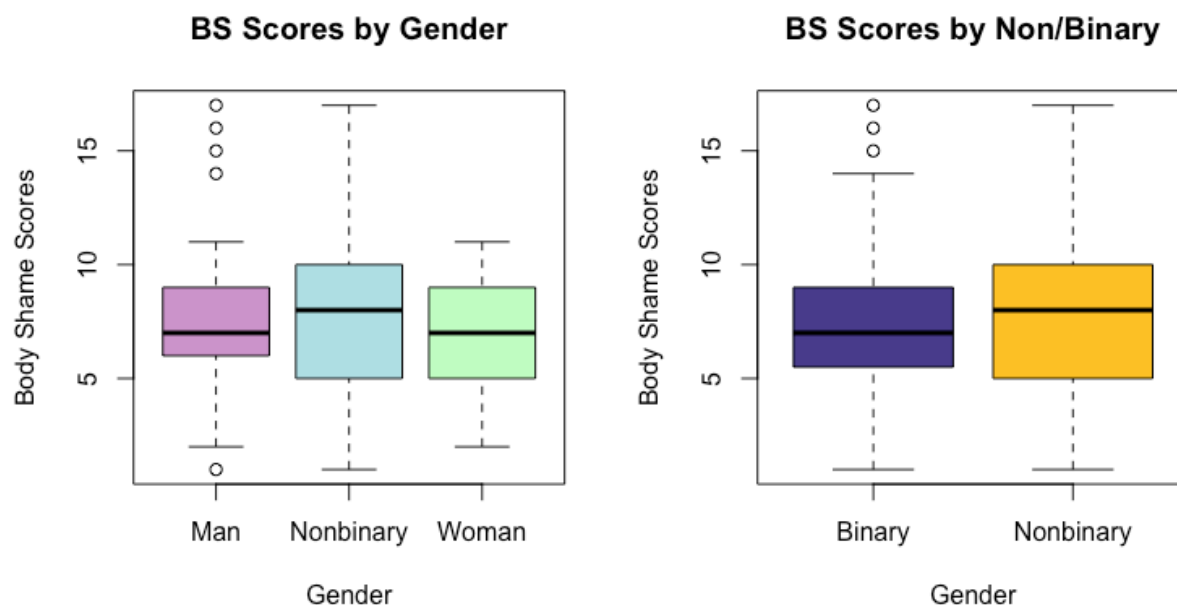 BS Scores by Gender
Body Shame Scores
15
10
5
Man Nonbinary Woman
Gender
BS Scores by Non/Binary
Body Shame Scores
15
10
5
Binary Nonbinary
Gender